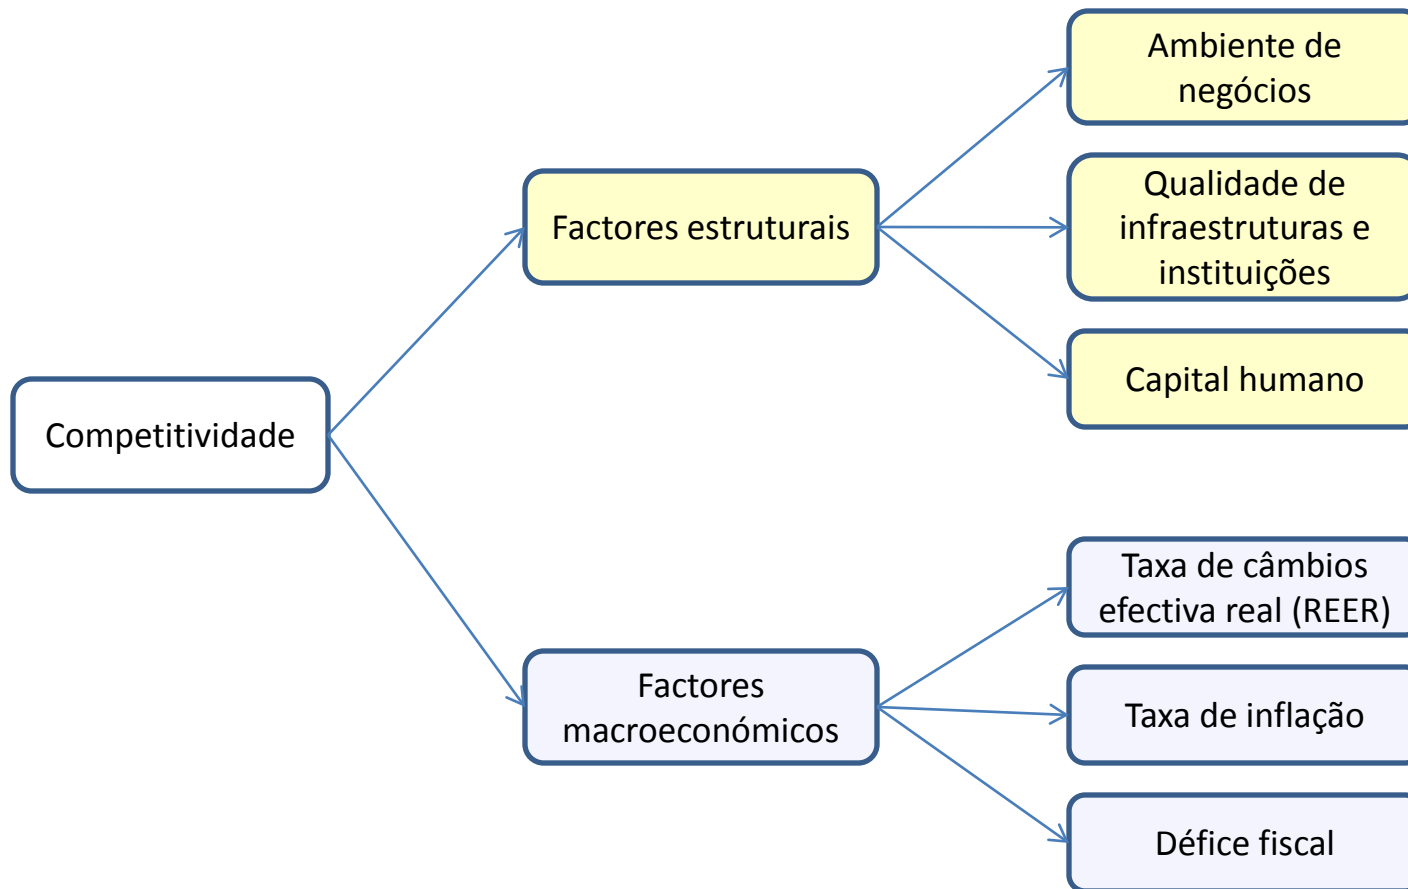 Ambiente de
negócios
Factores estruturais
Qualidade de
infraestruturas e
instituições
Capital humano
Competitividade
Taxa de câmbios
efectiva real (REER)
Factores
macroeconómicos
Taxa de inflação
Défice fiscal